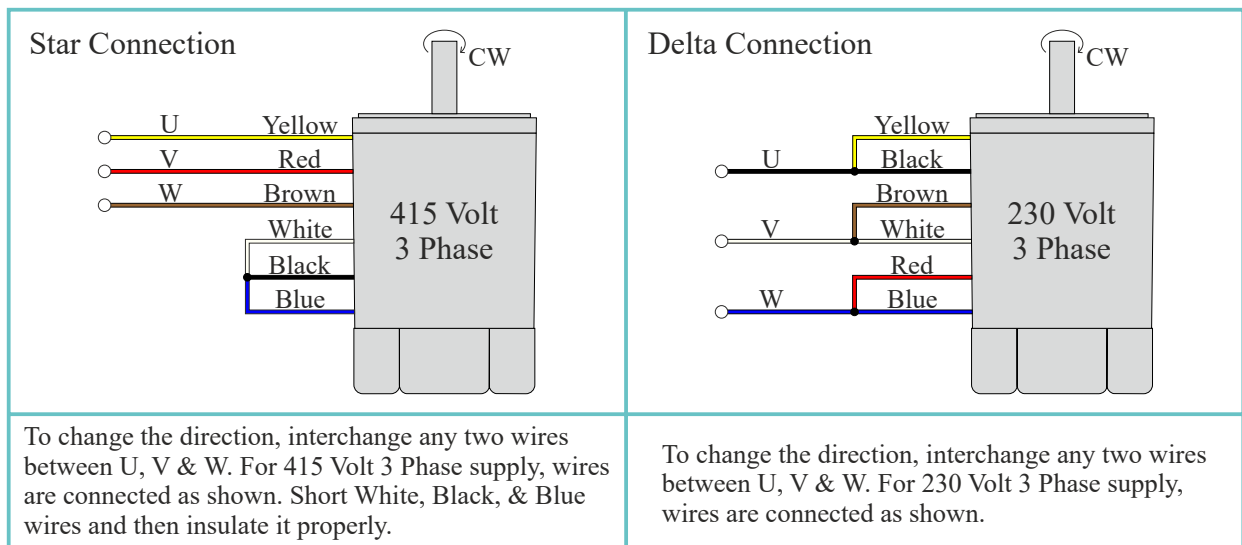 Star Connection
CW
U Yellow
V Red
W Brown
White
Black
Blue
415 Volt
3 Phase
To change the direction, interchange any two wires
between U, V & W. For 415 Volt 3 Phase supply, wires
are connected as shown. Short White, Black, & Blue
wires and then insulate it properly.
Delta Connection
CW
Yellow
U Black
Brown
V White
Red
W Blue
230 Volt
3 Phase
To change the direction, interchange any two wires
between U, V & W. For 230 Volt 3 Phase supply,
wires are connected as shown.